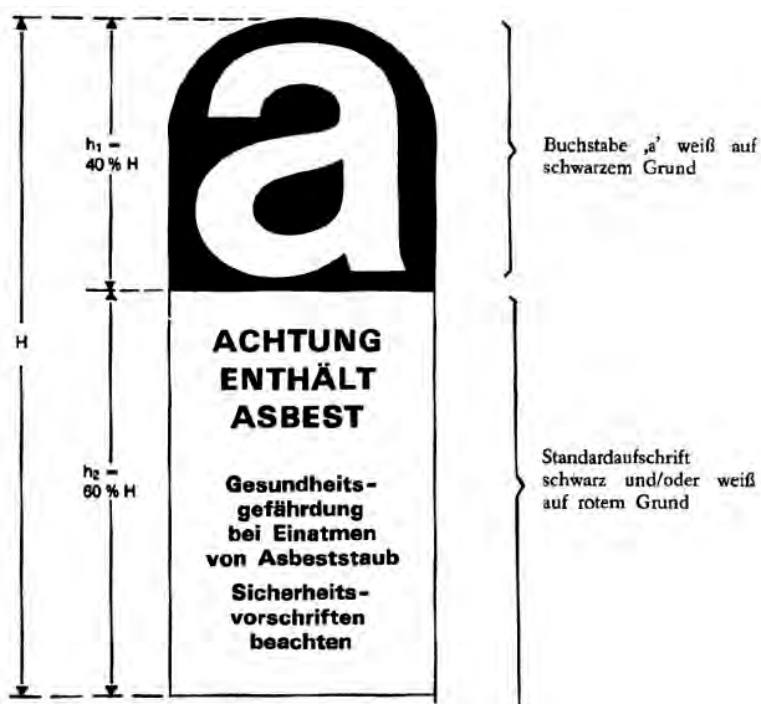 a
h₁ =
40 % H
Buchstabe ‚a' weiß auf
schwarzem Grund
H
ACHTUNG
ENTHÄLT
ASBEST
h₂ =
60 % H
Gesundheits-
gefährdung
bei Einatmen
von Asbeststaub
Sicherheits-
vorschriften
beachten
Standardaufschrift
schwarz und/oder weiß
auf rotem Grund